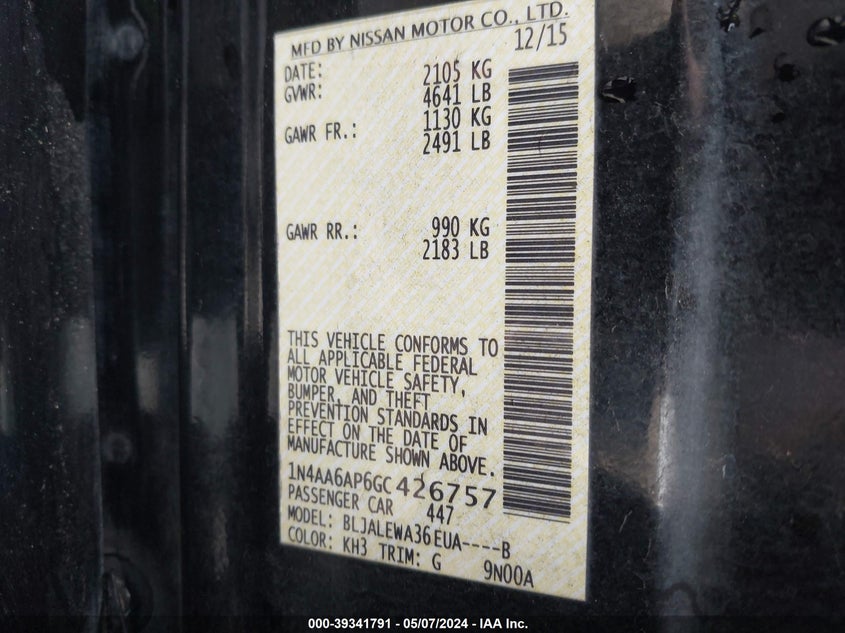 MFD BY NISSAN MOTOR CO., LTD.
DATE: 12/15
GVWR: 2105 KG
4641 LB
GAWR FR.: 1130 KG
2491 LB
GAWR RR.: 990 KG
2183 LB
THIS VEHICLE CONFORMS TO
ALL APPLICABLE FEDERAL
MOTOR VEHICLE SAFETY,
BUMPER, AND THEFT
PREVENTION STANDARDS IN
EFFECT ON THE DATE OF
MANUFACTURE SHOWN ABOVE.
1N4AA6AP6GC426757
PASSENGER CAR 447
MODEL: BLJALEWA36EUA----B
COLOR: KH3 TRIM: G 9N00A
000-39341791 - 05/07/2024 - IAA Inc.